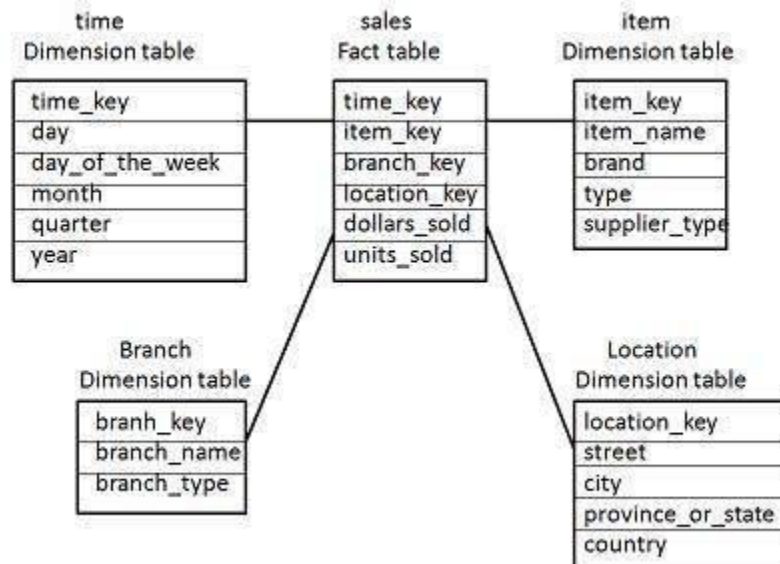 time
Dimension table
time_key
day
day_of_the_week
month
quarter
year
sales
Fact table
time_key
item_key
branch_key
location_key
dollars_sold
units_sold
item
Dimension table
item_key
item_name
brand
type
supplier_type
Branch
Dimension table
branh_key
branch_name
branch_type
Location
Dimension table
location_key
street
city
province_or_state
country